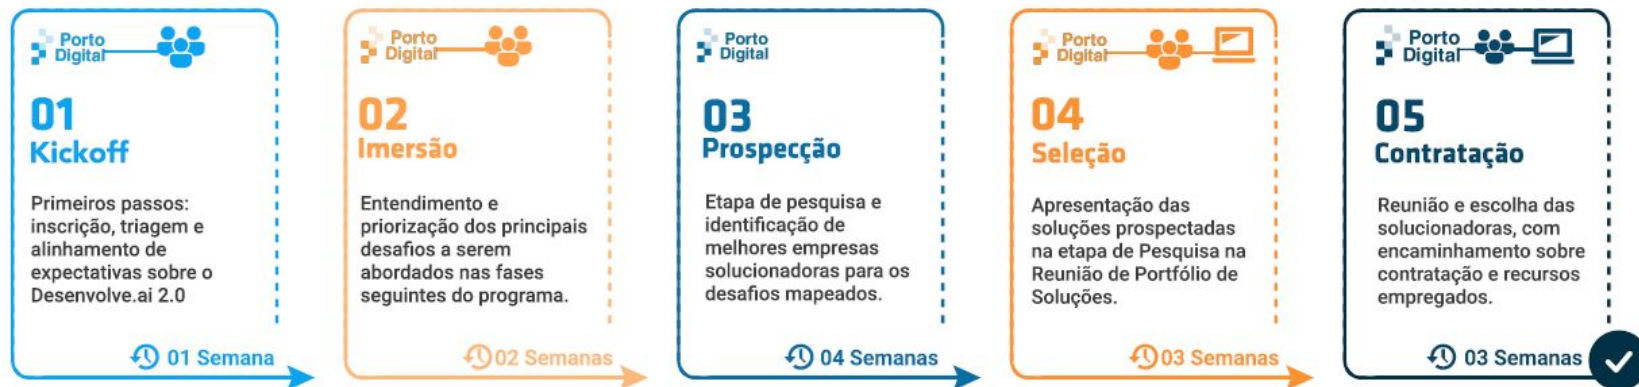 Porto
Digital
01
Kickoff
Primeiros passos:
inscrição, triagem e
alinhamento de
expectativas sobre o
Desenvolve.ai 2.0
01 Semana
Porto
Digital
02
Imersão
Entendimento e
priorização dos principais
desafios a serem
abordados nas fases
seguintes do programa.
02 Semanas
Porto
Digital
03
Prospecção
Etapa de pesquisa e
identificação de
melhores empresas
solucionadoras para os
desafios mapeados.
04 Semanas
Porto
Digital
04
Seleção
Apresentação das
soluções prospectadas
na etapa de Pesquisa na
Reunião de Portfólio de
Soluções.
03 Semanas
Porto
Digital
05
Contratação
Reunião e escolha das
solucionadoras, com
encaminhamento sobre
contratação e recursos
empregados.
03 Semanas